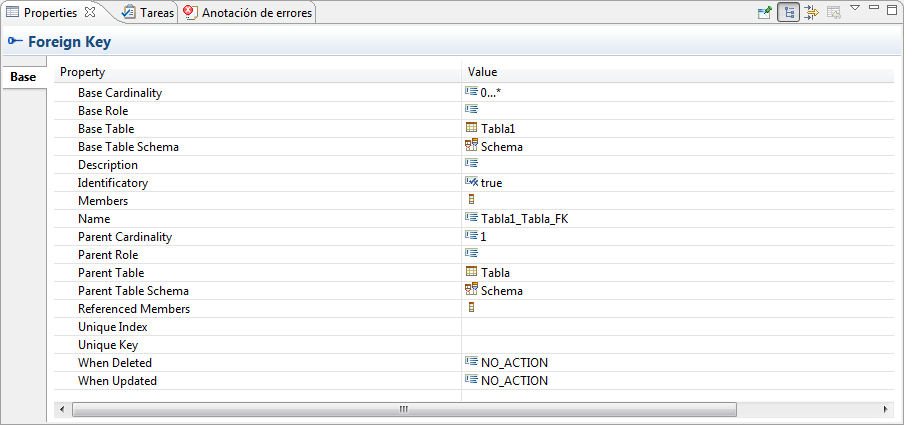 Properties Tareas Anotación de errores
Foreign Key
Base
Property Value
Base Cardinality 0...*
Base Role
Base Table Tabla1
Base Table Schema Schema
Description
Identificatory true
Members
Name Tabla1_Tabla_FK
Parent Cardinality 1
Parent Role
Parent Table Tabla
Parent Table Schema Schema
Referenced Members
Unique Index
Unique Key
When Deleted NO_ACTION
When Updated NO_ACTION